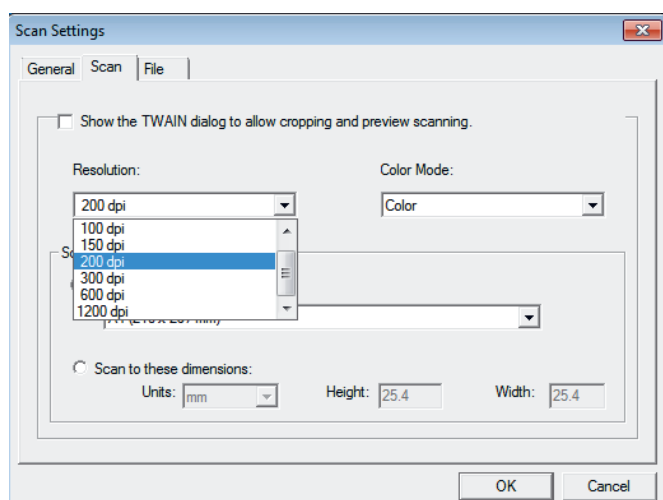 Scan Settings
General Scan File
Show the TWAIN dialog to allow cropping and preview scanning.
Resolution: Color Mode:
200 dpi Color
100 dpi
150 dpi
200 dpi
300 dpi
600 dpi
1200 dpi
Scan to these dimensions:
Units: mm Height: 25.4 Width: 25.4
OK Cancel